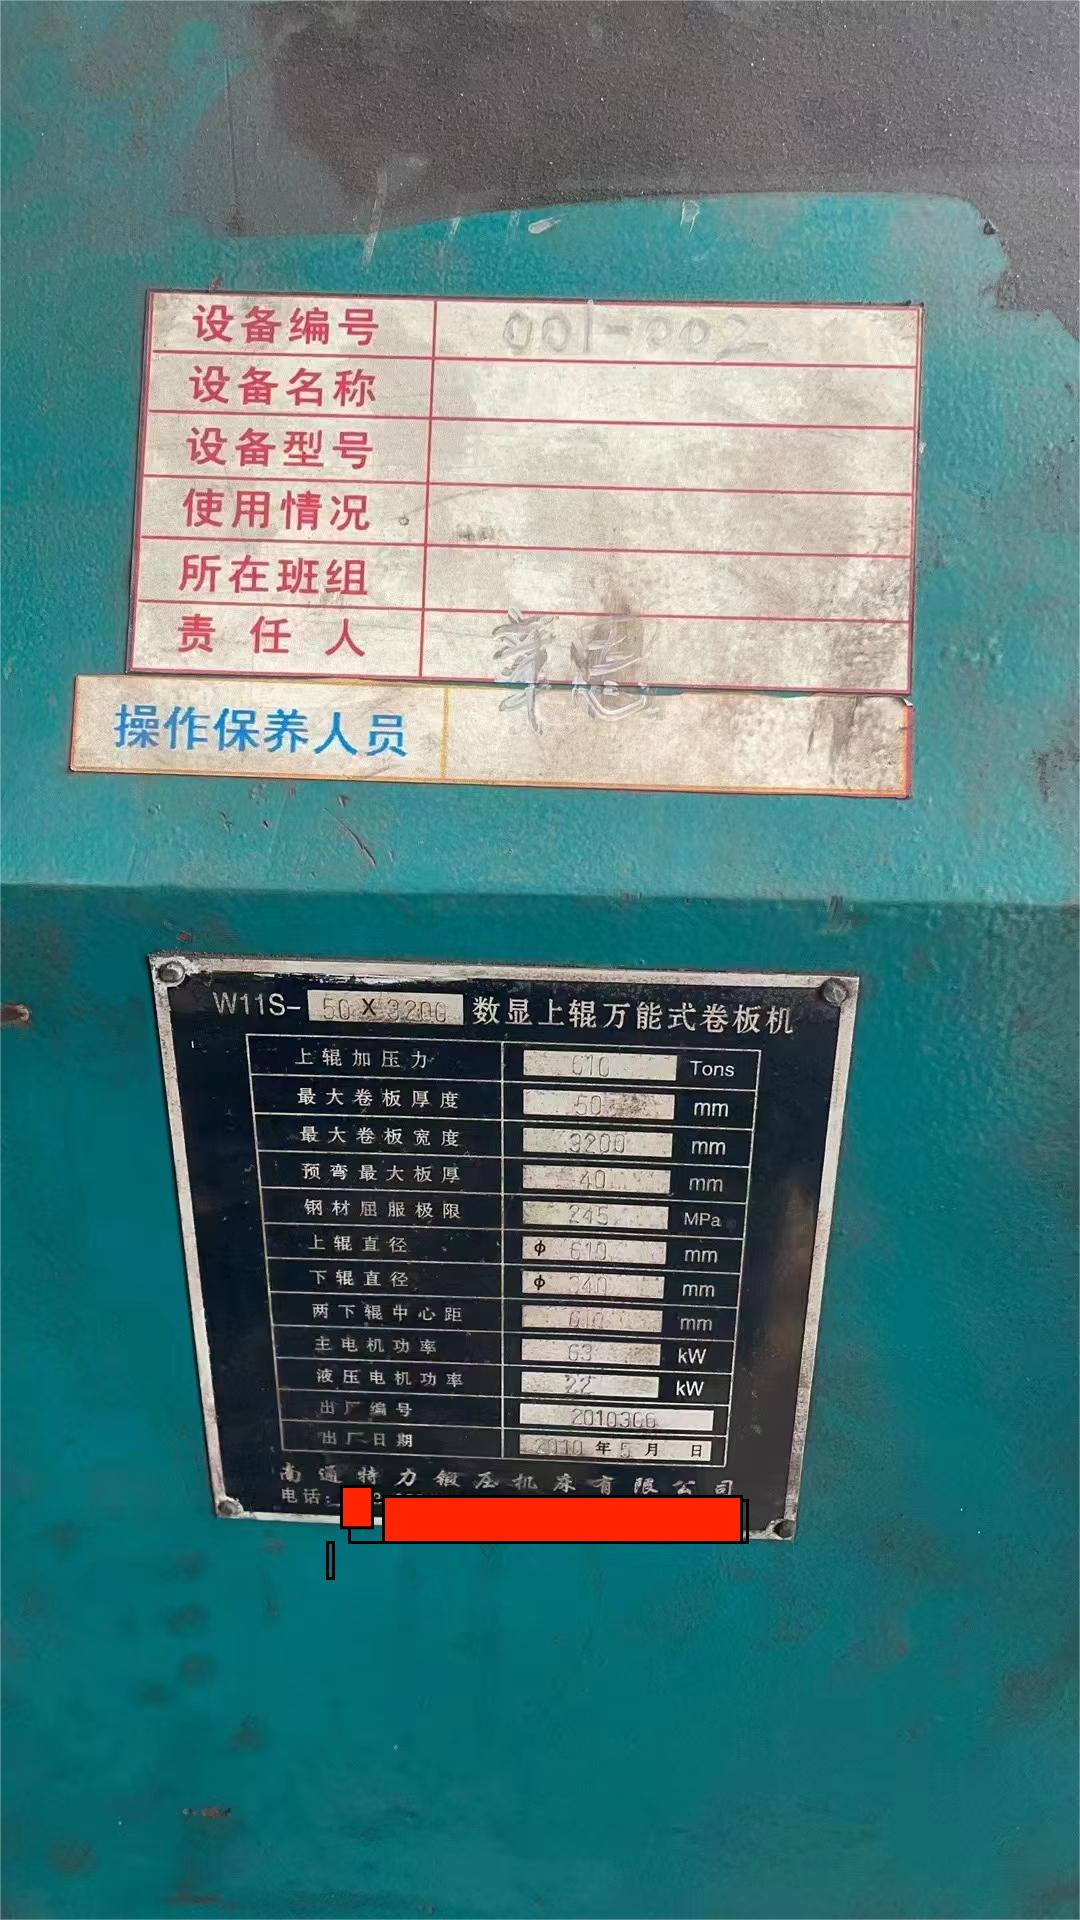 设备编号 001-002
设备名称
设备型号
使用情况
所在班组
责任人
操作保养人员
W11S-50X3200 数显上辊万能式卷板机
上辊加压力 610 Tons
最大卷板厚度 50 mm
最大卷板宽度 3200 mm
预弯最大板厚 40 mm
钢材屈服极限 245 MPa
上辊直径 φ 610 mm
下辊直径 φ 340 mm
两下辊中心距 610 mm
主电机功率 63 kW
液压电机功率 22 kW
出厂编号 2010366
出厂日期 2010年5月 日
南通特力锻压机床有限公司
电话: